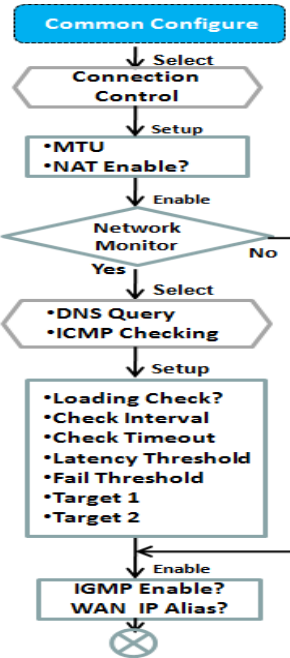 Common Configure
Select
Connection
Control
Setup
•MTU
•NAT Enable?
Enable
Network
Monitor
No
Yes
Select
•DNS Query
•ICMP Checking
Setup
•Loading Check?
•Check Interval
•Check Timeout
•Latency Threshold
•Fail Threshold
•Target 1
•Target 2
Enable
IGMP Enable?
WAN IP Alias?